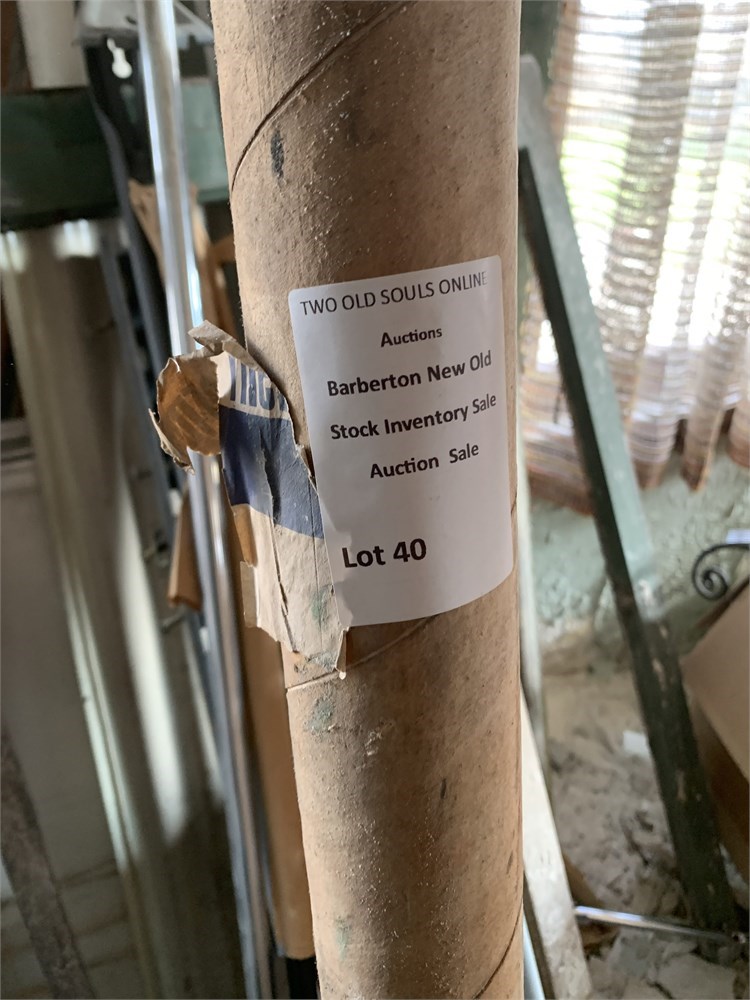 TWO OLD SOULS ONLINE
Auctions
Barberton New Old
Stock Inventory Sale
Auction Sale
Lot 40